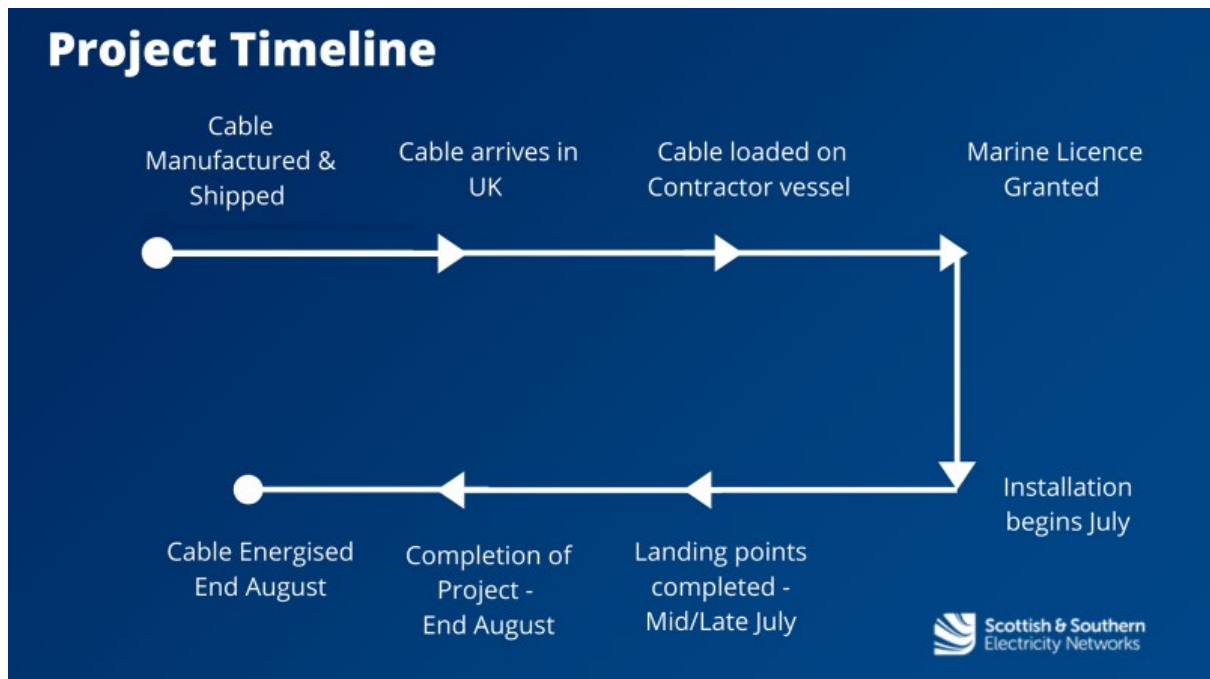 Project Timeline
Cable
Manufactured &
Shipped
Cable arrives in
UK
Cable loaded on
Contractor vessel
Marine Licence
Granted
Installation
begins July
Landing points
completed -
Mid/Late July
Completion of
Project -
End August
Cable Energised
End August
Scottish & Southern
Electricity Networks